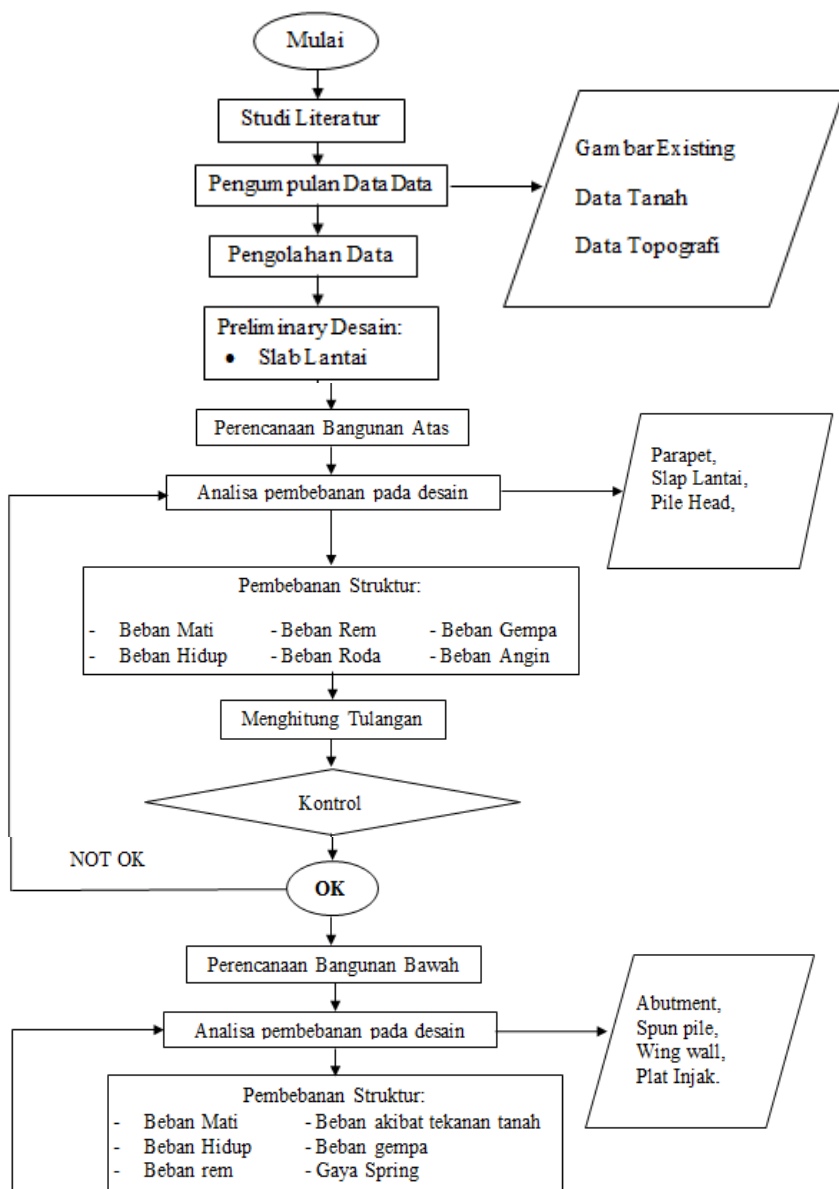 Mulai
Studi Literatur
Pengumpulan Data Data
Gambar Existing
Data Tanah
Data Topografi
Pengolahan Data
Preliminary Desain:
• Slab Lantai
Perencanaan Bangunan Atas
Analisa pembebanan pada desain
Parapet,
Slap Lantai,
Pile Head,
Pembebanan Struktur:
- Beban Mati - Beban Rem - Beban Gempa
- Beban Hidup - Beban Roda - Beban Angin
Menghitung Tulangan
Kontrol
NOT OK
OK
Perencanaan Bangunan Bawah
Analisa pembebanan pada desain
Abutment,
Spun pile,
Wing wall,
Plat Injak.
Pembebanan Struktur:
- Beban Mati - Beban akibat tekanan tanah
- Beban Hidup - Beban gempa
- Beban rem - Gaya Spring